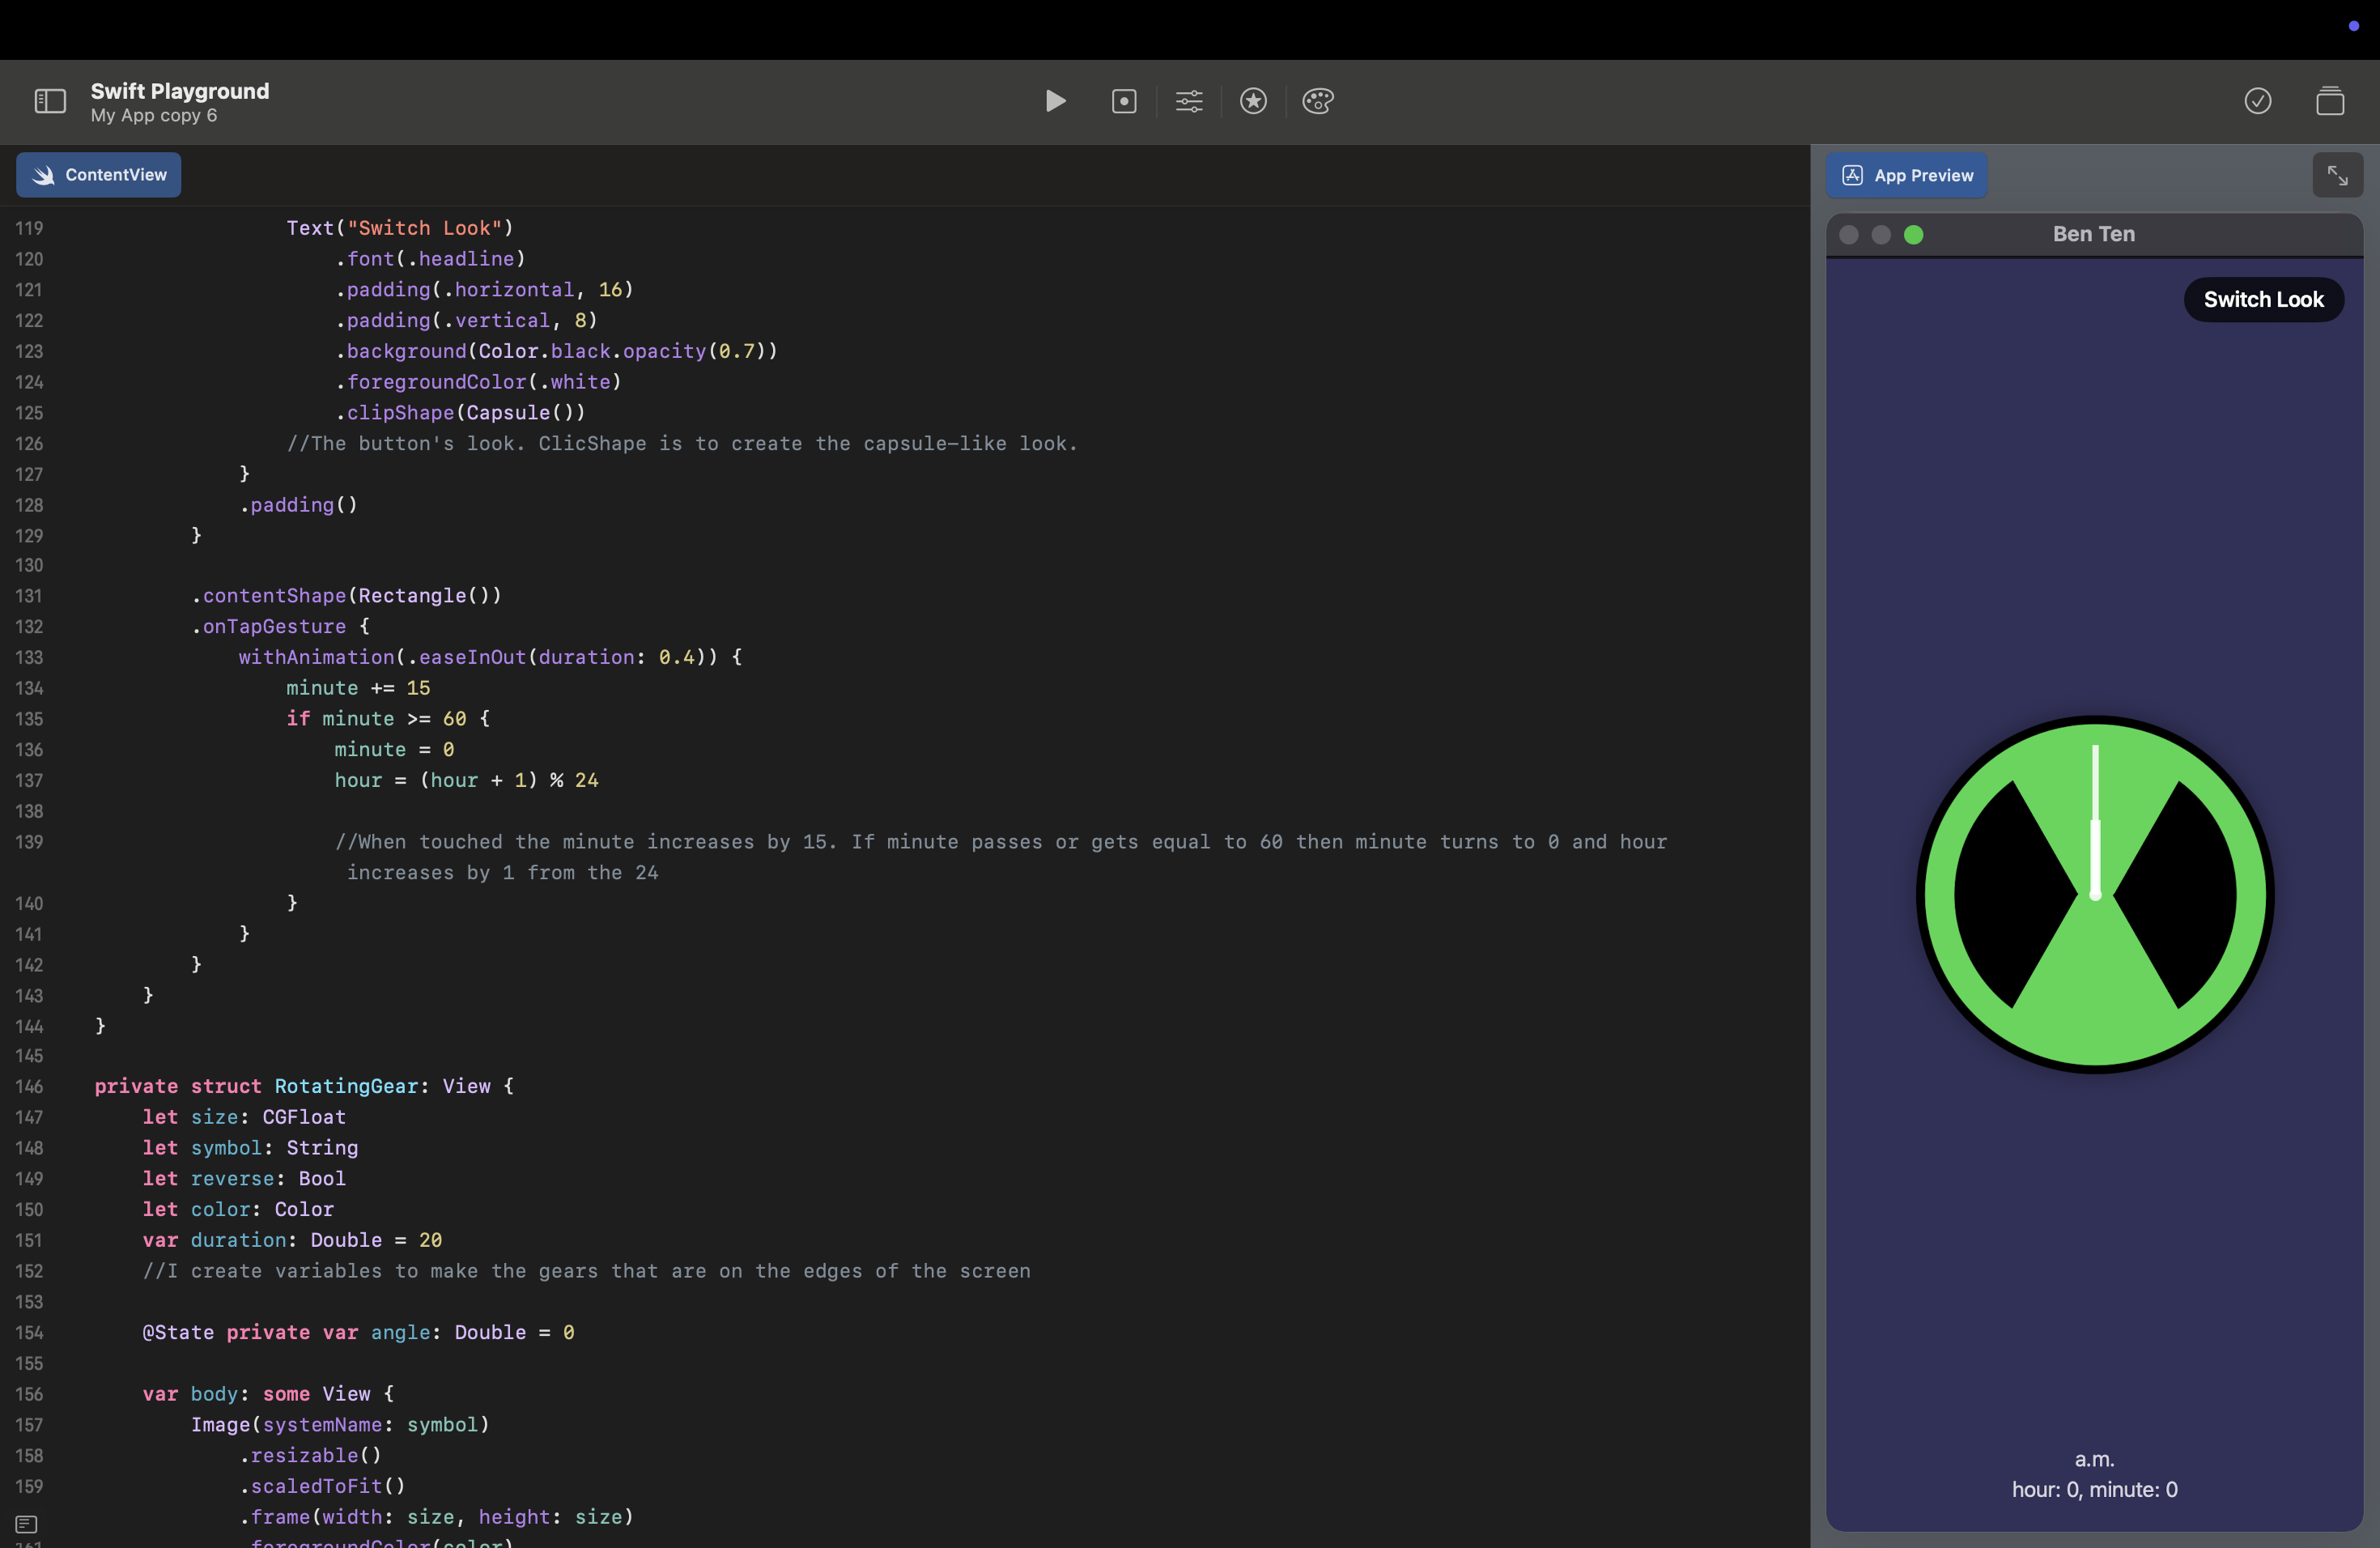 Swift Playground
My App copy 6
ContentView
119 Text("Switch Look")
120 .font(.headline)
121 .padding(.horizontal, 16)
122 .padding(.vertical, 8)
123 .background(Color.black.opacity(0.7))
124 .foregroundColor(.white)
125 .clipShape(Capsule())
126 //The button's look. ClicShape is to create the capsule-like look.
127 }
128 .padding()
129 }
130
131 .contentShape(Rectangle())
132 .onTapGesture {
133 withAnimation(.easeInOut(duration: 0.4)) {
134 minute += 15
135 if minute >= 60 {
136 minute = 0
137 hour = (hour + 1) % 24
138
139 //When touched the minute increases by 15. If minute passes or gets equal to 60 then minute turns to 0 and hour
increases by 1 from the 24
140 }
141 }
142 }
143 }
144 }
145
146 private struct RotatingGear: View {
147 let size: CGFloat
148 let symbol: String
149 let reverse: Bool
150 let color: Color
151 var duration: Double = 20
152 //I create variables to make the gears that are on the edges of the screen
153
154 @State private var angle: Double = 0
155
156 var body: some View {
157 Image(systemName: symbol)
158 .resizable()
159 .scaledToFit()
.frame(width: size, height: size)
161 .foregroundColor(color)
App Preview
Ben Ten
Switch Look
a.m.
hour: 0, minute: 0